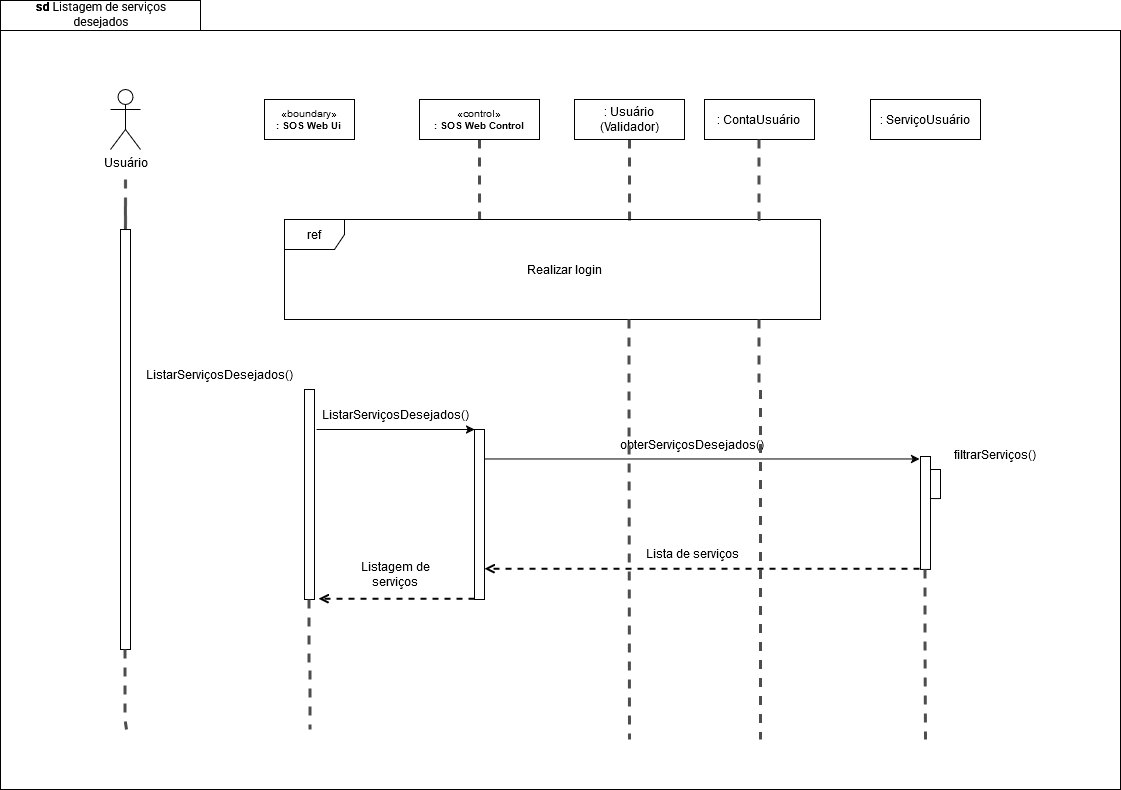 sd Listagem de serviços
desejados
Usuário
«boundary»
: SOS Web Ui
«control»
: SOS Web Control
: Usuário
(Validador)
: ContaUsuário
: ServiçoUsuário
ref
Realizar login
ListarServiçosDesejados()
ListarServiçosDesejados()
obterServiçosDesejados()
filtrarServiços()
Lista de serviços
Listagem de
serviços